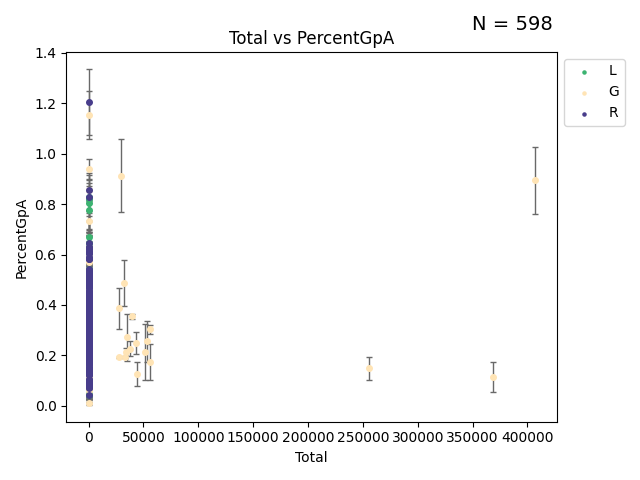 N = 598
Total vs PercentGpA
1.4
1.2
1.0
0.8
0.6
0.4
0.2
0.0
PercentGpA
0 50000 100000 150000 200000 250000 300000 350000 400000
Total
L
G
R